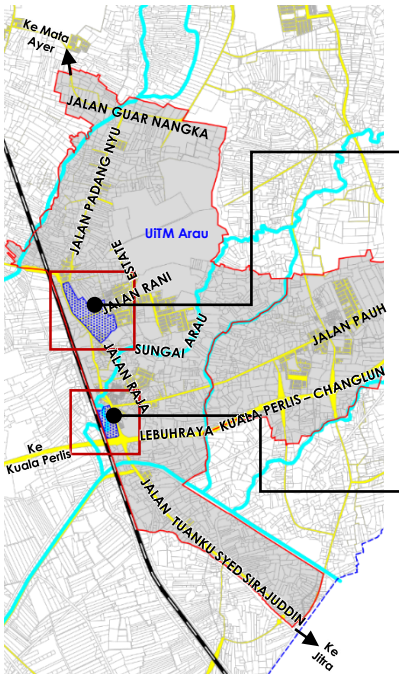 Ke Mata
Ayer
JALAN GUAR NANGKA
JALAN PADANG NYU
UiTM Arau
ESTATE
JALAN RANI
SUNGAI ARAU
JALAN PAUH
JALAN RAJA
LEBUHRAYA KUALA PERLIS - CHANGLUN
Ke
Kuala Perlis
JALAN TUANKU SYED SIRAJUDDIN
Ke
Jitra